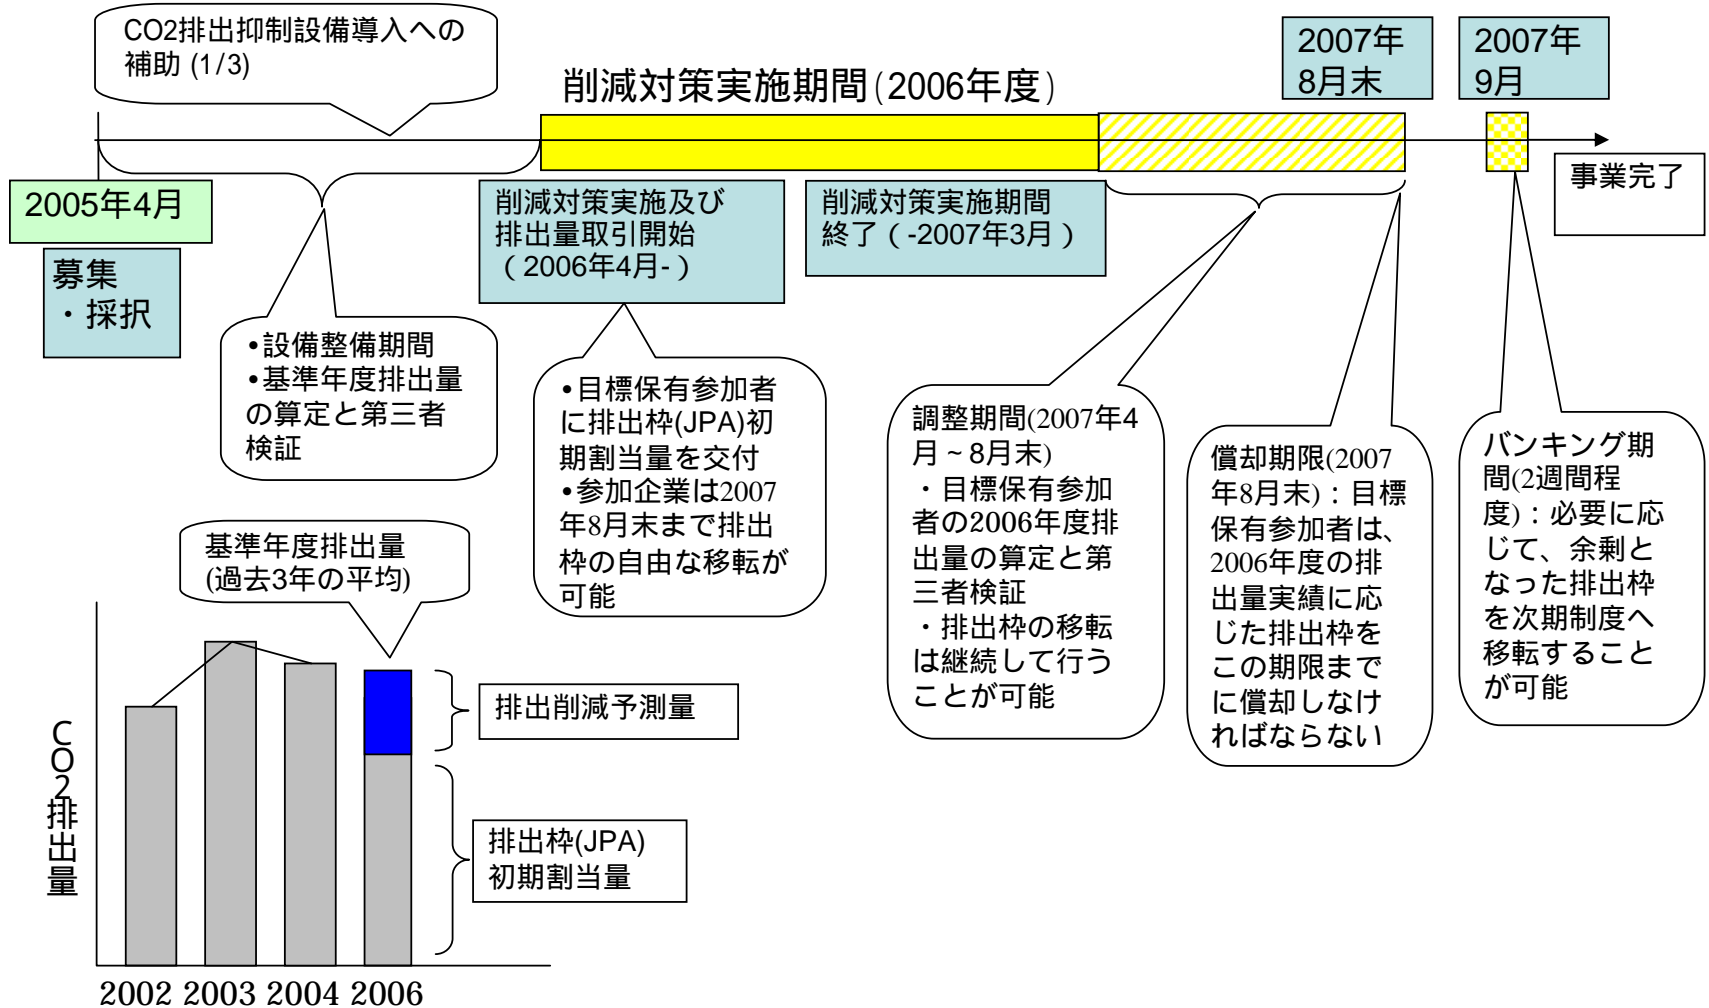 CO2排出抑制設備導入への
補助 (1/3)
削減対策実施期間(2006年度)
2007年
8月末
2007年
9月
事業完了
2005年4月
募集
・採択
削減対策実施及び
排出量取引開始
（2006年4月-）
削減対策実施期間
終了（-2007年3月）
•設備整備期間
•基準年度排出量
の算定と第三者
検証
•目標保有参加者
に排出枠(JPA)初
期割当量を交付
•参加企業は2007
年8月末まで排出
枠の自由な移転が
可能
調整期間(2007年4
月～8月末)
・目標保有参加
者の2006年度排
出量の算定と第
三者検証
・排出枠の移転
は継続して行う
ことが可能
償却期限(2007
年8月末)：目標
保有参加者は、
2006年度の排
出量実績に応
じた排出枠を
この期限まで
に償却しなけ
ればならない
バンキング期
間(2週間程
度)：必要に応
じて、余剰と
なった排出枠
を次期制度へ
移転すること
が可能
基準年度排出量
(過去3年の平均)
排出削減予測量
排出枠(JPA)
初期割当量
CO2排出量
2002 2003 2004 2006